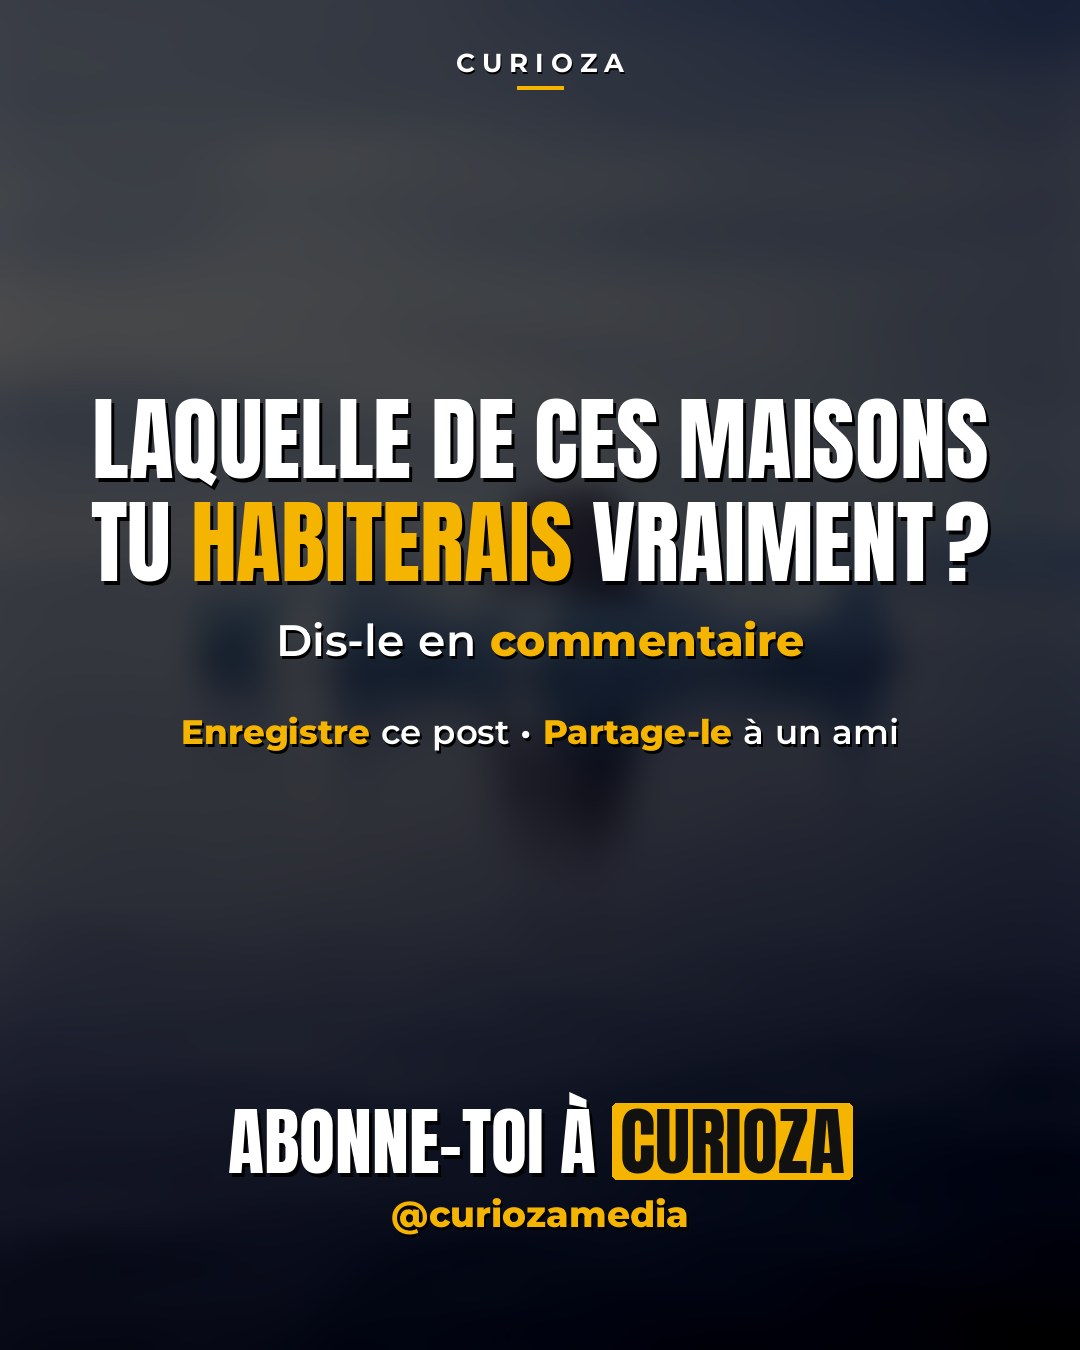 CURIOZA
LAQUELLE DE CES MAISONS
TU HABITERAIS VRAIMENT ?
Dis-le en commentaire
Enregistre ce post • Partage-le à un ami
ABONNE-TOI À CURIOZA
@curiozamedia